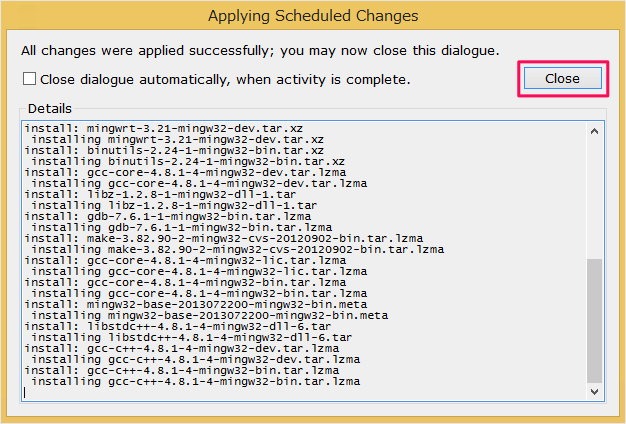 Applying Scheduled Changes
All changes were applied successfully; you may now close this dialogue.
Close dialogue automatically, when activity is complete.
Close
Details
install: mingwrt-3.21-mingw32-dev.tar.xz
installing mingwrt-3.21-mingw32-dev.tar.xz
install: binutils-2.24-1-mingw32-bin.tar.xz
installing binutils-2.24-1-mingw32-bin.tar.xz
install: gcc-core-4.8.1-4-mingw32-dev.tar.lzma
installing gcc-core-4.8.1-4-mingw32-dev.tar.lzma
install: libz-1.2.8-1-mingw32-dll-1.tar
installing libz-1.2.8-1-mingw32-dll-1.tar
install: gdb-7.6.1-1-mingw32-bin.tar.lzma
installing gdb-7.6.1-1-mingw32-bin.tar.lzma
install: make-3.82.90-2-mingw32-cvs-20120902-bin.tar.lzma
installing make-3.82.90-2-mingw32-cvs-20120902-bin.tar.lzma
install: gcc-core-4.8.1-4-mingw32-lic.tar.lzma
installing gcc-core-4.8.1-4-mingw32-lic.tar.lzma
install: gcc-core-4.8.1-4-mingw32-bin.tar.lzma
installing gcc-core-4.8.1-4-mingw32-bin.tar.lzma
install: mingw32-base-2013072200-mingw32-bin.meta
installing mingw32-base-2013072200-mingw32-bin.meta
install: libstdc++-4.8.1-4-mingw32-dll-6.tar
installing libstdc++-4.8.1-4-mingw32-dll-6.tar
install: gcc-c++-4.8.1-4-mingw32-dev.tar.lzma
installing gcc-c++-4.8.1-4-mingw32-dev.tar.lzma
install: gcc-c++-4.8.1-4-mingw32-bin.tar.lzma
installing gcc-c++-4.8.1-4-mingw32-bin.tar.lzma